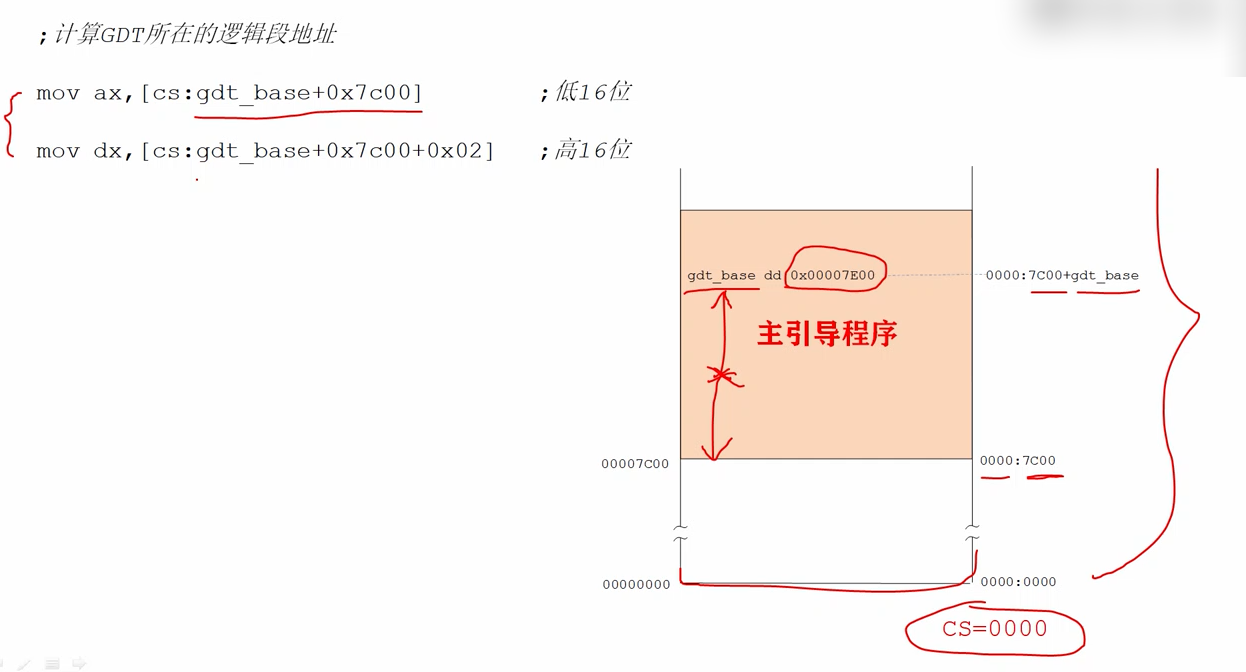 ;计算GDT所在的逻辑段地址
mov ax,[cs:gdt_base+0x7c00] ;低16位
mov dx,[cs:gdt_base+0x7c00+0x02] ;高16位
gdt_base dd 0x00007E00 0000:7C00+gdt_base
主引导程序
00007C00 0000:7C00
00000000 0000:0000
CS=0000